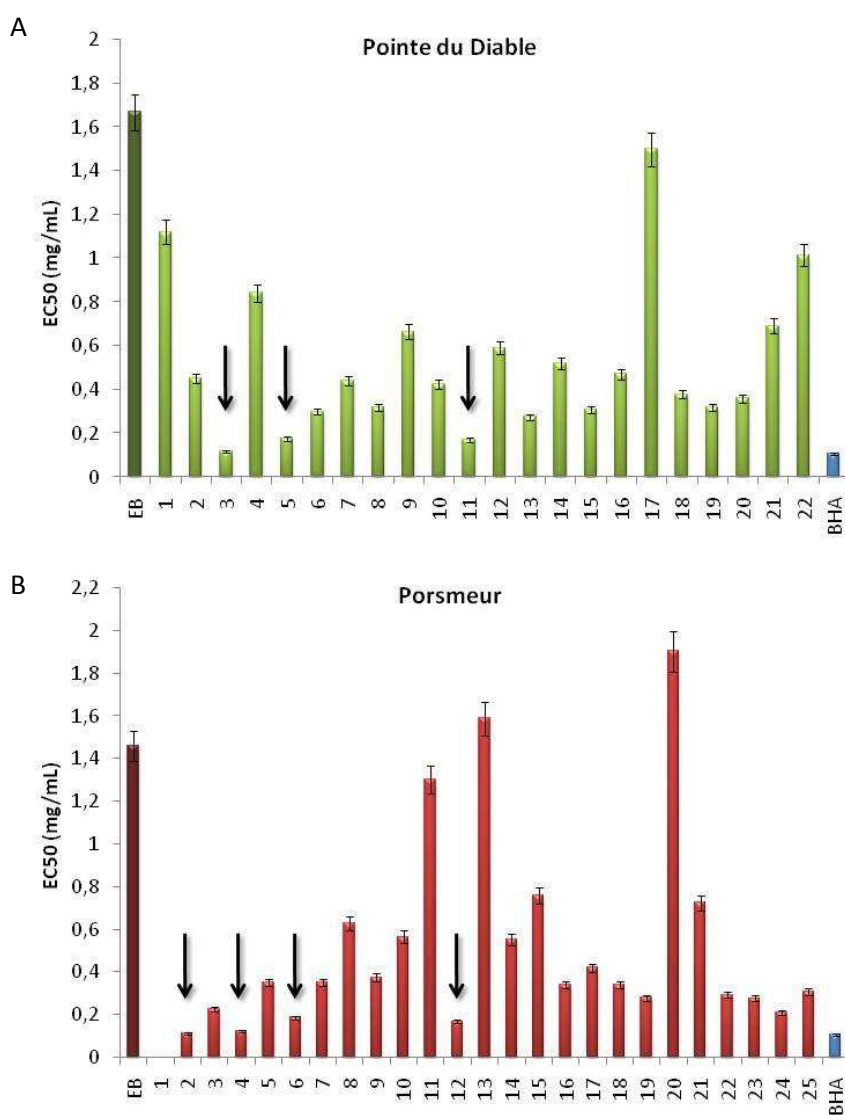 A
Pointe du Diable
EC50 (mg/mL)
2
1,8
1,6
1,4
1,2
1
0,8
0,6
0,4
0,2
0
EB 1 2 3 4 5 6 7 8 9 10 11 12 13 14 15 16 17 18 19 20 21 22 BHA
B
Porsmeur
EC50 (mg/mL)
2,2
2
1,8
1,6
1,4
1,2
1
0,8
0,6
0,4
0,2
0
EB 1 2 3 4 5 6 7 8 9 10 11 12 13 14 15 16 17 18 19 20 21 22 23 24 25 BHA